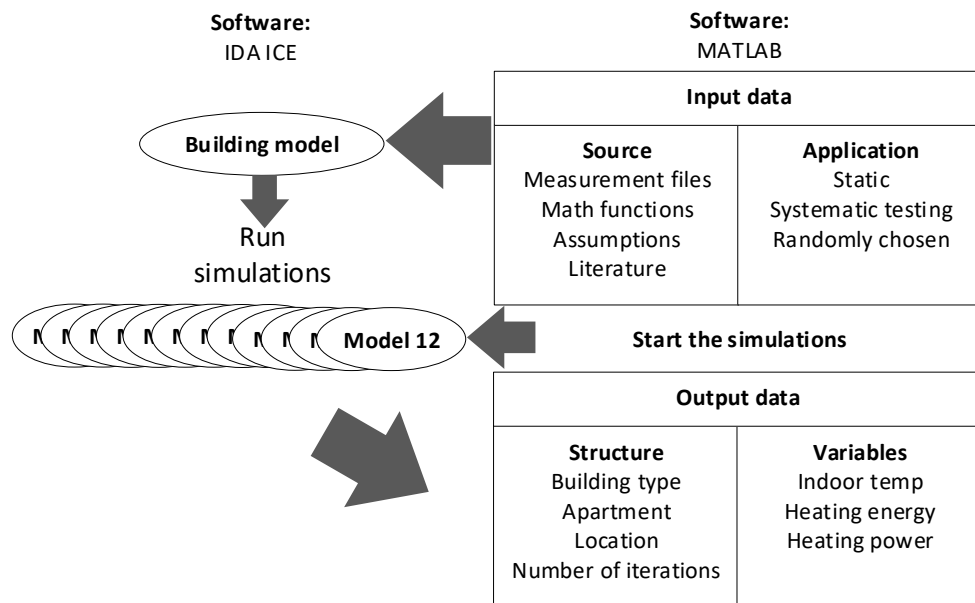 Software:
IDA ICE
Software:
MATLAB
Input data
Building model
Source
Measurement files
Math functions
Assumptions
Literature
Application
Static
Systematic testing
Randomly chosen
Run
simulations
Model 12
Start the simulations
Output data
Structure
Building type
Apartment
Location
Number of iterations
Variables
Indoor temp
Heating energy
Heating power